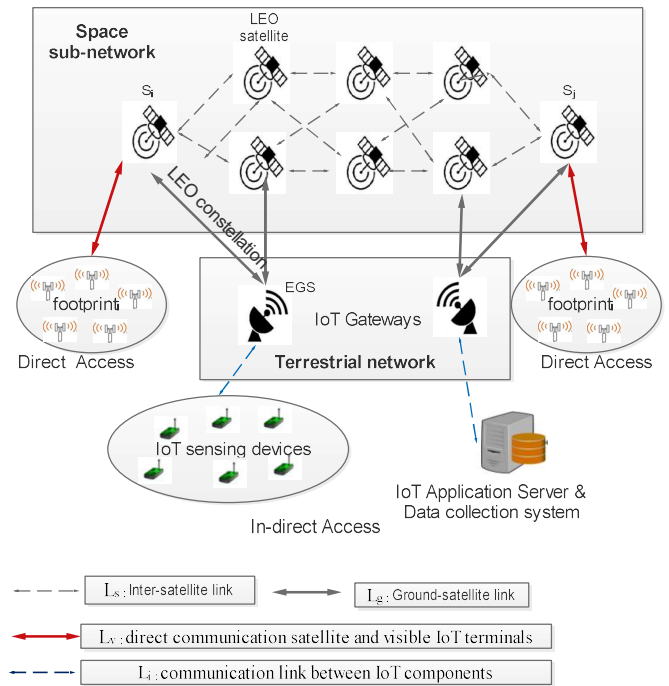 Space
sub-network
LEO
satellite
Si
Sj
LEO constellation
EGS
IoT Gateways
Terrestrial network
footprinti
Direct Access
footprinti
Direct Access
IoT sensing devices
In-direct Access
IoT Application Server &
Data collection system
Ls : Inter-satellite link
Lg : Ground-satellite link
Lv : direct communication satellite and visible IoT terminals
Li : communication link between IoT components